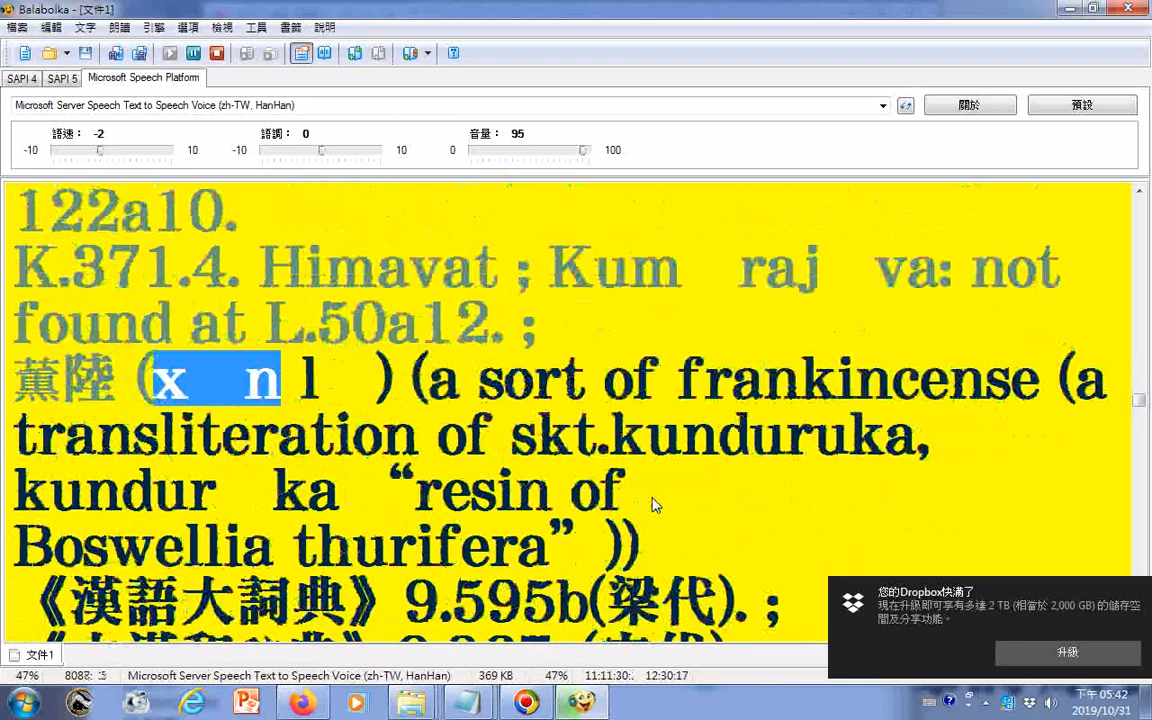 Balabolka - [文件1]
檔案 編輯 文字 朗讀 引擎 選項 檢視 工具 書籤 說明
SAPI 4 SAPI 5 Microsoft Speech Platform
Microsoft Server Speech Text to Speech Voice (zh-TW, HanHan) 關於 預設
語速： -2 語調： 0 音量： 95
-10 10 -10 10 0 100
122a10.
K.371.4. Himavat ; Kum raj va: not
found at L.50a12. ;
薫陸 (x n l ) (a sort of frankincense (a
transliteration of skt.kunduruka,
kundur ka “resin of
Boswellia thurifera” ))
《漢語大詞典》 9.595b(梁代). ;
您的Dropbox快滿了
現在升級即可享有多達 2 TB (相當於 2,000 GB) 的儲存空
間及分享功能。
升級
文件1
47% Microsoft Server Speech Text to Speech Voice (zh-TW, HanHan) 369 KB 47% 12:30:17
下午 05:42
2019/10/31